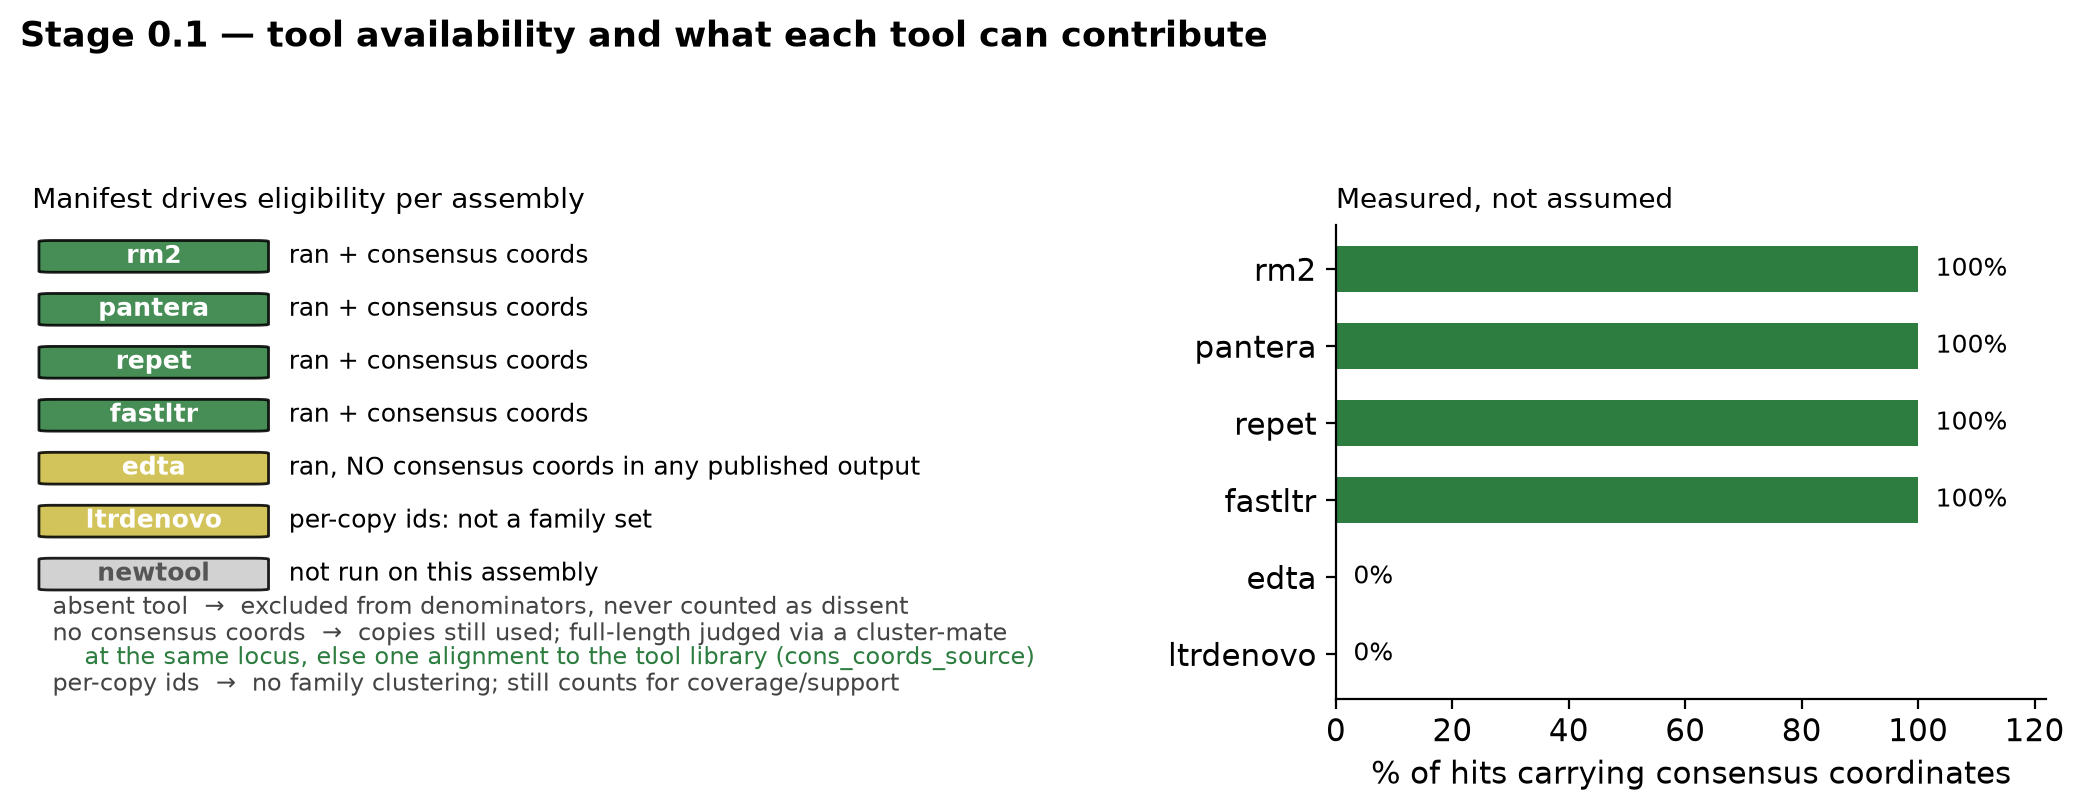 Stage 0.1 — tool availability and what each tool can contribute
Manifest drives eligibility per assembly
rm2 ran + consensus coords
pantera ran + consensus coords
repet ran + consensus coords
fastltr ran + consensus coords
edta ran, NO consensus coords in any published output
ltrdenovo per-copy ids: not a family set
newtool not run on this assembly
absent tool → excluded from denominators, never counted as dissent
no consensus coords → copies still used; full-length judged via a cluster-mate
at the same locus, else one alignment to the tool library (cons_coords_source)
per-copy ids → no family clustering; still counts for coverage/support
Measured, not assumed
rm2 100%
pantera 100%
repet 100%
fastltr 100%
edta 0%
ltrdenovo 0%
0 20 40 60 80 100 120
% of hits carrying consensus coordinates